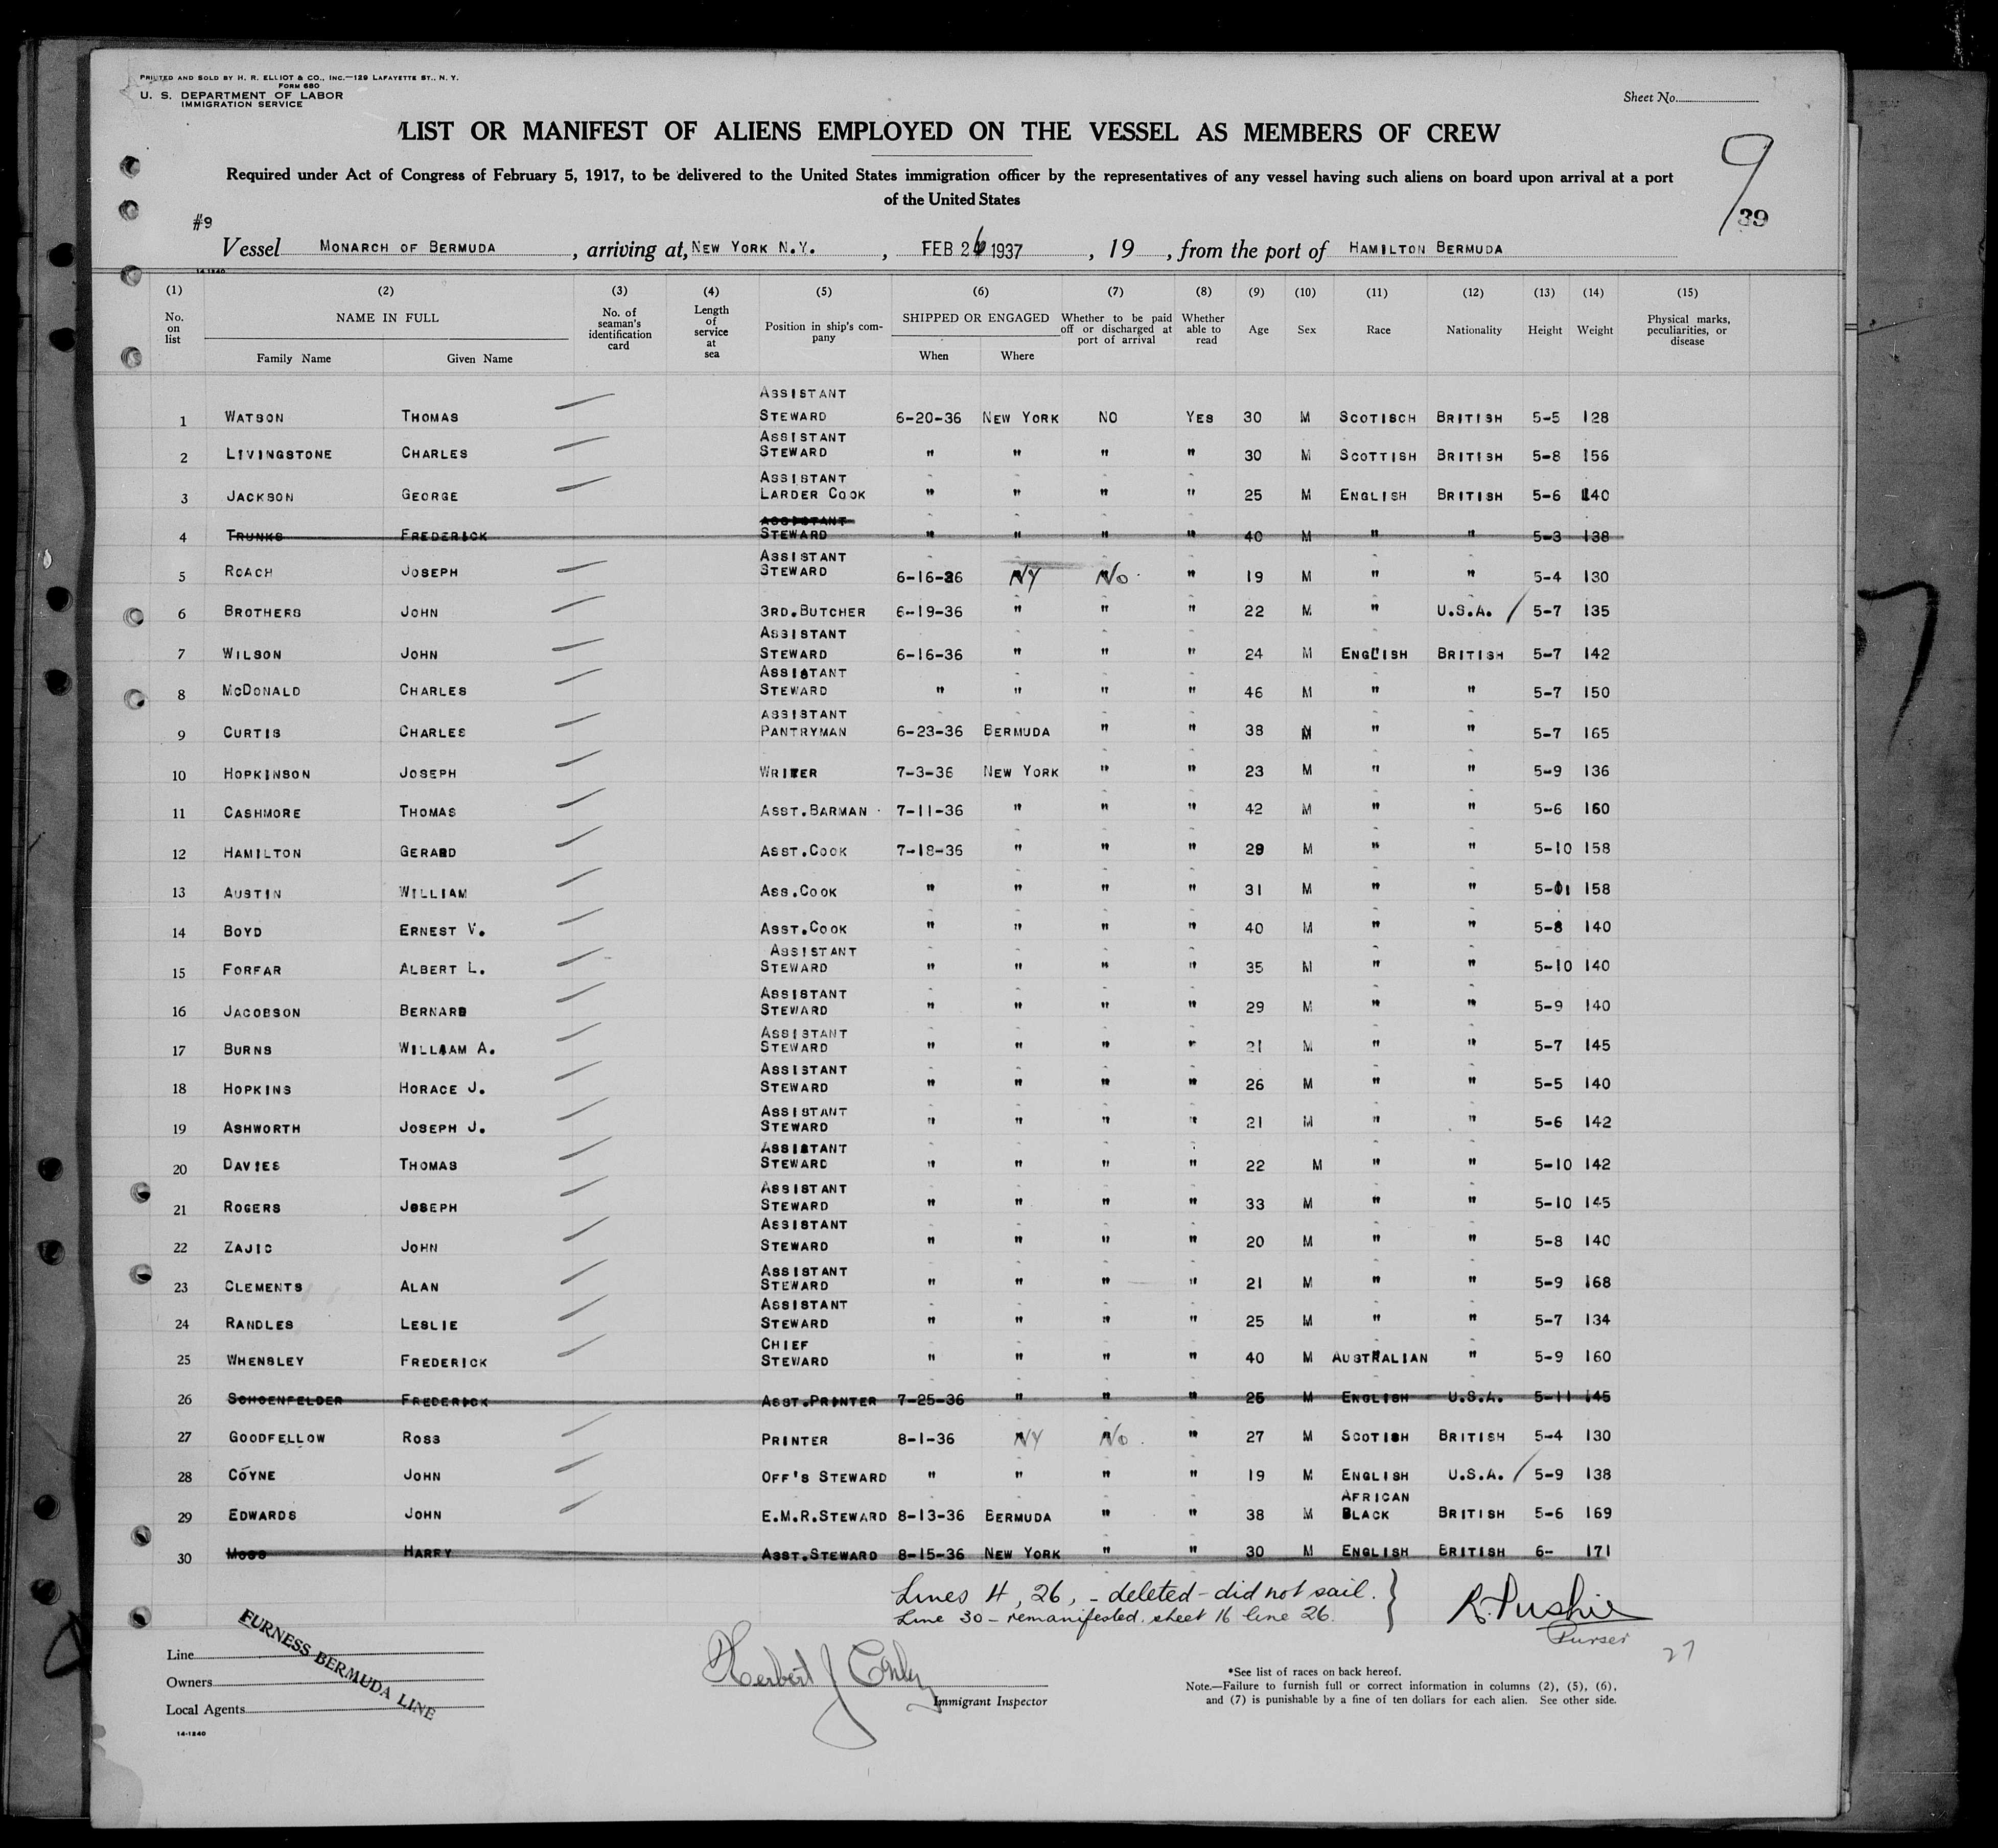 PRINTED AND SOLD BY H. R. ELLIOT & CO., INC.—129 LAFAYETTE ST., N. Y.
FORM 680
U. S. DEPARTMENT OF LABOR
IMMIGRATION SERVICE
Sheet No.
LIST OR MANIFEST OF ALIENS EMPLOYED ON THE VESSEL AS MEMBERS OF CREW
9
Required under Act of Congress of February 5, 1917, to be delivered to the United States immigration officer by the representatives of any vessel having such aliens on board upon arrival at a port
of the United States
39
#9
Vessel MONARCH OF BERMUDA , arriving at, NEW YORK N.Y. , FEB 26 1937 , 19 , from the port of HAMILTON BERMUDA
14-1240
(1) (2) (3) (4) (5) (6) (7) (8) (9) (10) (11) (12) (13) (14) (15)
No. on list NAME IN FULL Family Name Given Name No. of seaman's identification card Length of service at sea Position in ship's company SHIPPED OR ENGAGED When Where Whether to be paid off or discharged at port of arrival Whether able to read Age Sex Race Nationality Height Weight Physical marks, peculiarities, or disease
1 WATSON THOMAS ASSISTANT STEWARD 6-20-36 NEW YORK NO YES 30 M SCOTISCH BRITISH 5-5 128
2 LIVINGSTONE CHARLES ASSISTANT STEWARD " " " " 30 M SCOTTISH BRITISH 5-8 156
3 JACKSON GEORGE ASSISTANT LARDER COOK " " " " 25 M ENGLISH BRITISH 5-6 140
4 TRUNKS FREDERICK ASSISTANT STEWARD " " " " 40 M " " 5-3 138
5 ROACH JOSEPH ASSISTANT STEWARD 6-16-36 NY No " 19 M " " 5-4 130
6 BROTHERS JOHN 3RD.BUTCHER 6-19-36 " " " 22 M " U.S.A. 5-7 135
7 WILSON JOHN ASSISTANT STEWARD 6-16-36 " " " 24 M ENGLISH BRITISH 5-7 142
8 MCDONALD CHARLES ASSISTANT STEWARD " " " " 46 M " " 5-7 150
9 CURTIS CHARLES ASSISTANT PANTRYMAN 6-23-36 BERMUDA " " 38 M " " 5-7 165
10 HOPKINSON JOSEPH WRITER 7-3-36 NEW YORK " " 23 M " " 5-9 136
11 CASHMORE THOMAS ASST.BARMAN 7-11-36 " " " 42 M " " 5-6 160
12 HAMILTON GERARD ASST.COOK 7-18-36 " " " 29 M " " 5-10 158
13 AUSTIN WILLIAM ASS.COOK " " " " 31 M " " 158
14 BOYD ERNEST V. ASST.COOK " " " " 40 M " " 5-8 140
15 FORFAR ALBERT L. ASSISTANT STEWARD " " " " 35 M " " 5-10 140
16 JACOBSON BERNARD ASSISTANT STEWARD " " " " 29 M " " 5-9 140
17 BURNS WILLIAM A. ASSISTANT STEWARD " " " " 21 M " " 5-7 145
18 HOPKINS HORACE J. ASSISTANT STEWARD " " " " 26 M " " 5-5 140
19 ASHWORTH JOSEPH J. ASSISTANT STEWARD " " " " 21 M " " 5-6 142
20 DAVIES THOMAS ASSISTANT STEWARD " " " " 22 M " " 5-10 142
21 ROGERS JOSEPH ASSISTANT STEWARD " " " " 33 M " " 5-10 145
22 ZAJIC JOHN ASSISTANT STEWARD " " " " 20 M " " 5-8 140
23 CLEMENTS ALAN ASSISTANT STEWARD " " " " 21 M " " 5-9 168
24 RANDLES LESLIE ASSISTANT STEWARD " " " " 25 M " " 5-7 134
25 WHENSLEY FREDERICK CHIEF STEWARD " " " " 40 M AUSTRALIAN " 5-9 160
26 SCHOENFELDER FREDERICK ASST.PRINTER 7-25-36 " " " 25 M ENGLISH U.S.A. 5-11 145
27 GOODFELLOW ROSS PRINTER 8-1-36 NY No " 27 M SCOTISH BRITISH 5-4 130
28 COYNE JOHN OFF'S STEWARD " " " " 19 M ENGLISH U.S.A. 5-9 138
29 EDWARDS JOHN E.M.R.STEWARD 8-13-36 BERMUDA " " 38 M AFRICAN BLACK BRITISH 5-6 169
30 MOSS HARRY ASST.STEWARD 8-15-36 NEW YORK " " 30 M ENGLISH BRITISH 6- 171
Lines 4, 26, - deleted - did not sail.
Line 30 - remanifested. sheet 16 line 26.
R. Pushie
Purser
27
Line
Owners
Local Agents
FURNESS BERMUDA LINE
Herbert J
Immigrant Inspector
*See list of races on back hereof.
Note.—Failure to furnish full or correct information in columns (2), (5), (6),
and (7) is punishable by a fine of ten dollars for each alien. See other side.
14-1240